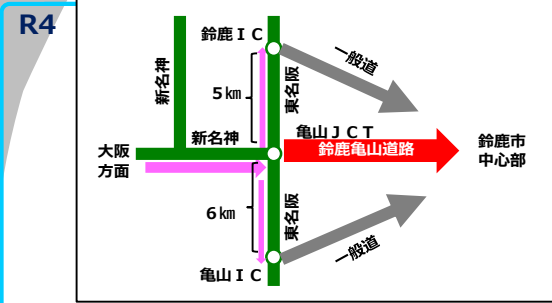 R4
鈴鹿ＩＣ
一般道
新名神
5㎞
東名阪
新名神
亀山ＪＣＴ
大阪
方面
鈴鹿亀山道路
鈴鹿市
中心部
6㎞
東名阪
一般道
亀山ＩＣ